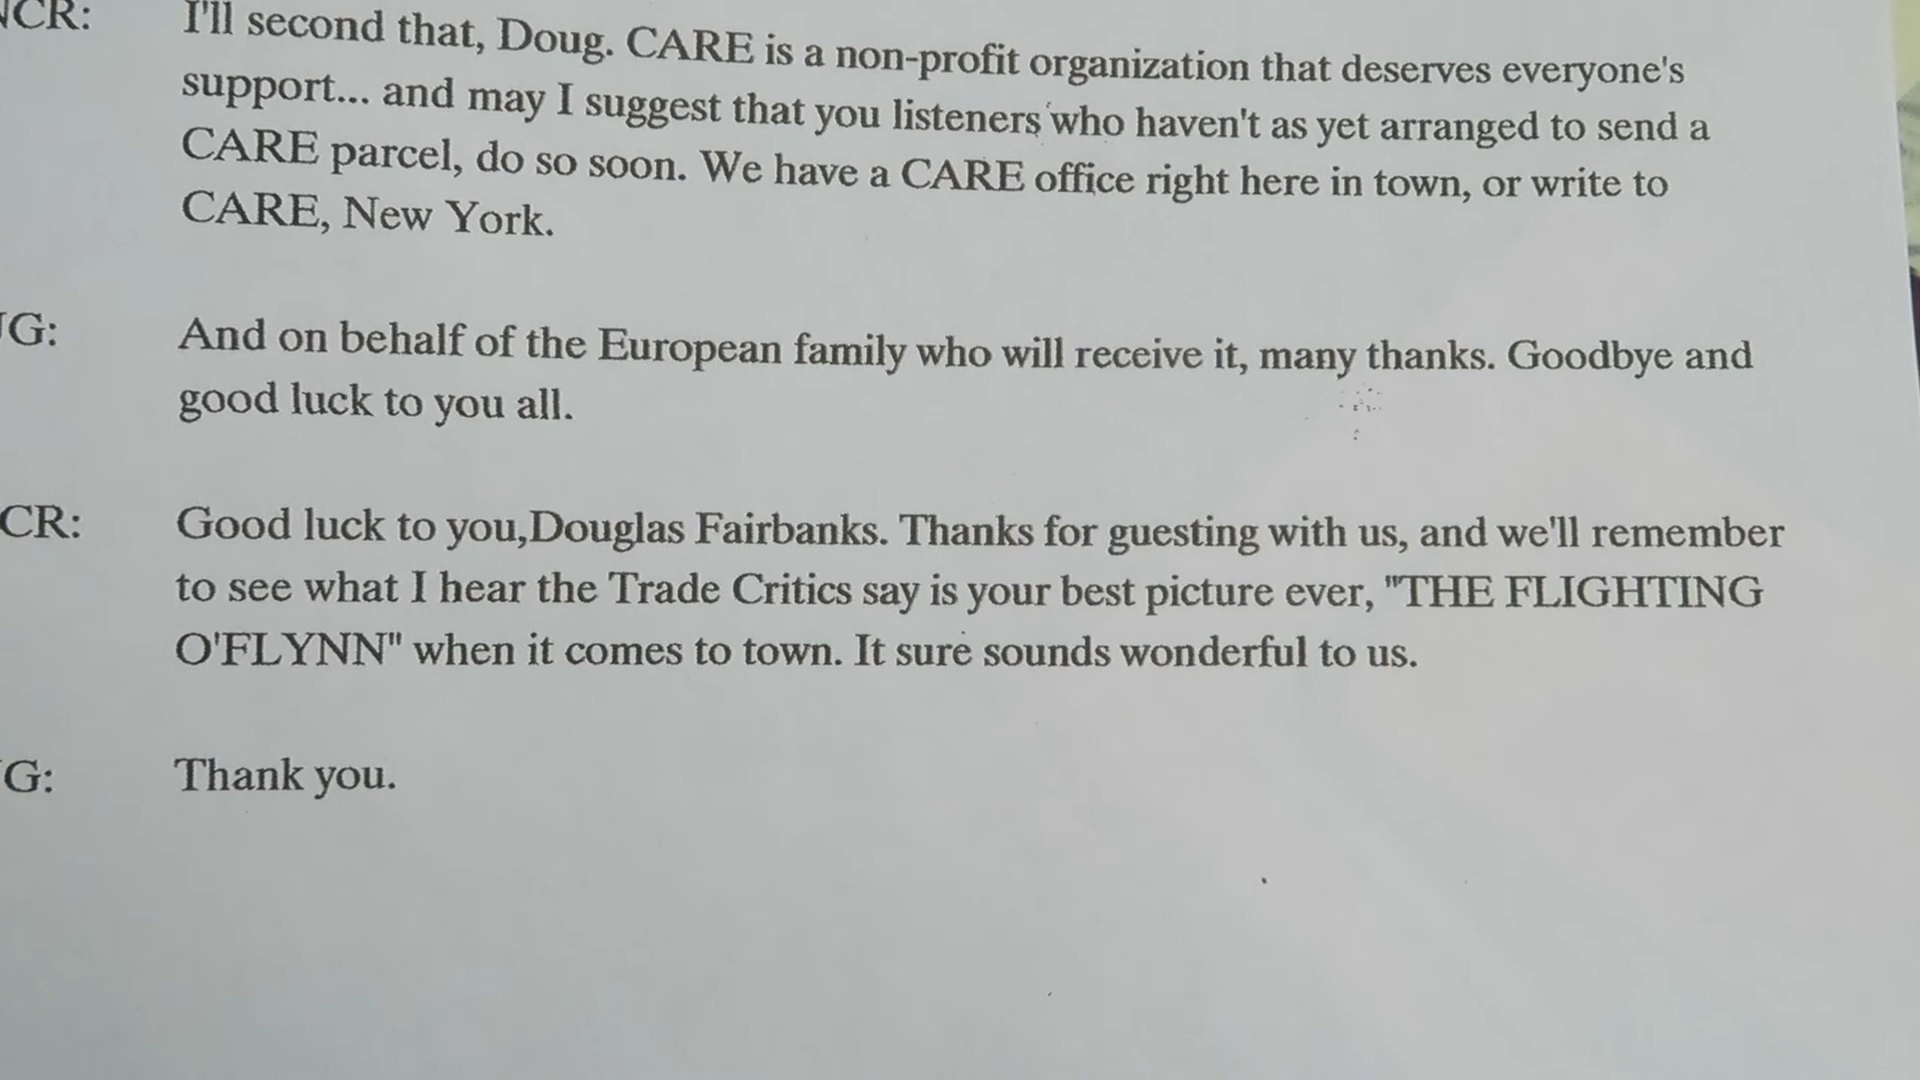 NCR: I'll second that, Doug. CARE is a non-profit organization that deserves everyone's
support... and may I suggest that you listeners who haven't as yet arranged to send a
CARE parcel, do so soon. We have a CARE office right here in town, or write to
CARE, New York.
G: And on behalf of the European family who will receive it, many thanks. Goodbye and
good luck to you all.
CR: Good luck to you,Douglas Fairbanks. Thanks for guesting with us, and we'll remember
to see what I hear the Trade Critics say is your best picture ever, "THE FLIGHTING
O'FLYNN" when it comes to town. It sure sounds wonderful to us.
G: Thank you.